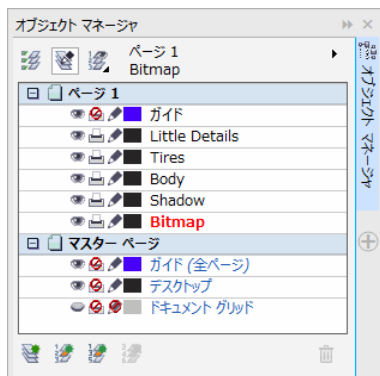 オブジェクト マネージャ
ページ 1
Bitmap
ページ 1
ガイド
Little Details
Tires
Body
Shadow
Bitmap
マスター ページ
ガイド (全ページ)
デスクトップ
ドキュメント グリッド
オブジェクト マネージャ